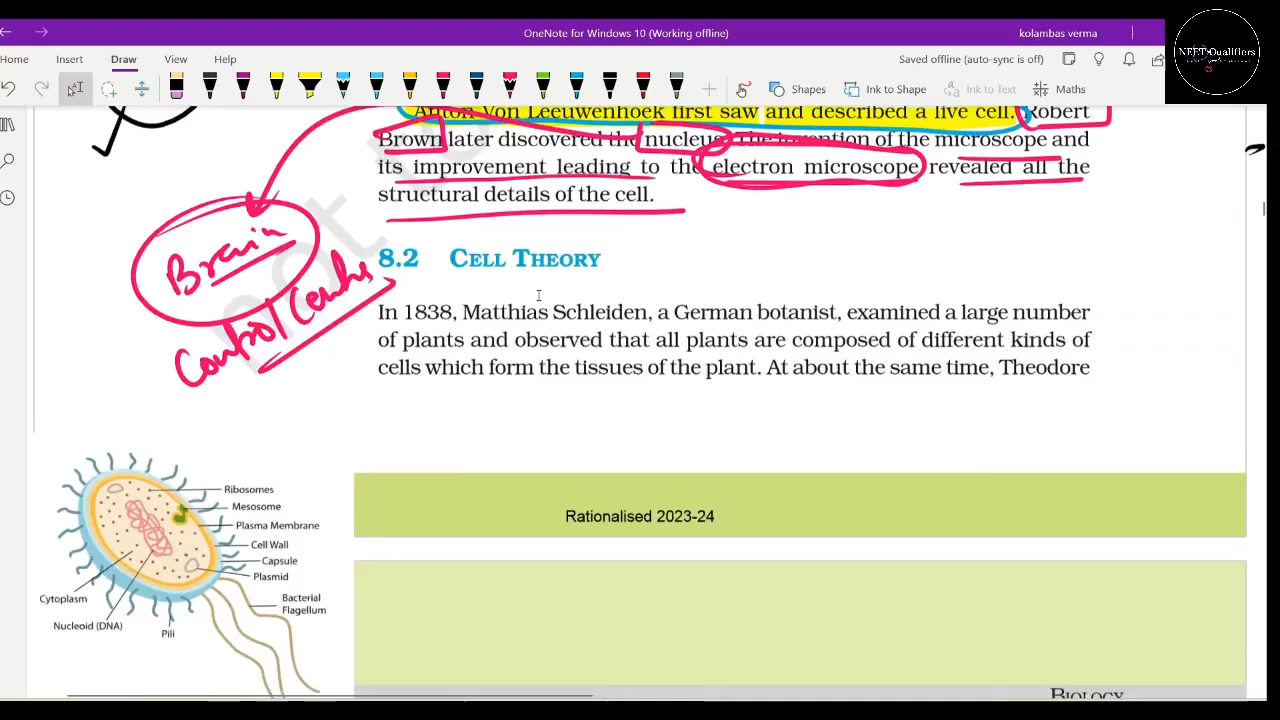 OneNote for Windows 10 (Working offline)
kolambas verma
NEET Qualifiers
Home Insert Draw View Help
Saved offline (auto-sync is off)
Shapes Ink to Shape Ink to Text Maths
Anton Von Leeuwenhoek first saw and described a live cell. Robert
Brown later discovered the nucleus. The invention of the microscope and
its improvement leading to the electron microscope revealed all the
structural details of the cell.
Brain
Control Centre
8.2 CELL THEORY
In 1838, Matthias Schleiden, a German botanist, examined a large number
of plants and observed that all plants are composed of different kinds of
cells which form the tissues of the plant. At about the same time, Theodore
Ribosomes
Mesosome
Plasma Membrane
Cell Wall
Capsule
Plasmid
Bacterial
Flagellum
Cytoplasm
Nucleoid (DNA)
Pili
Rationalised 2023-24
BIOLOGY